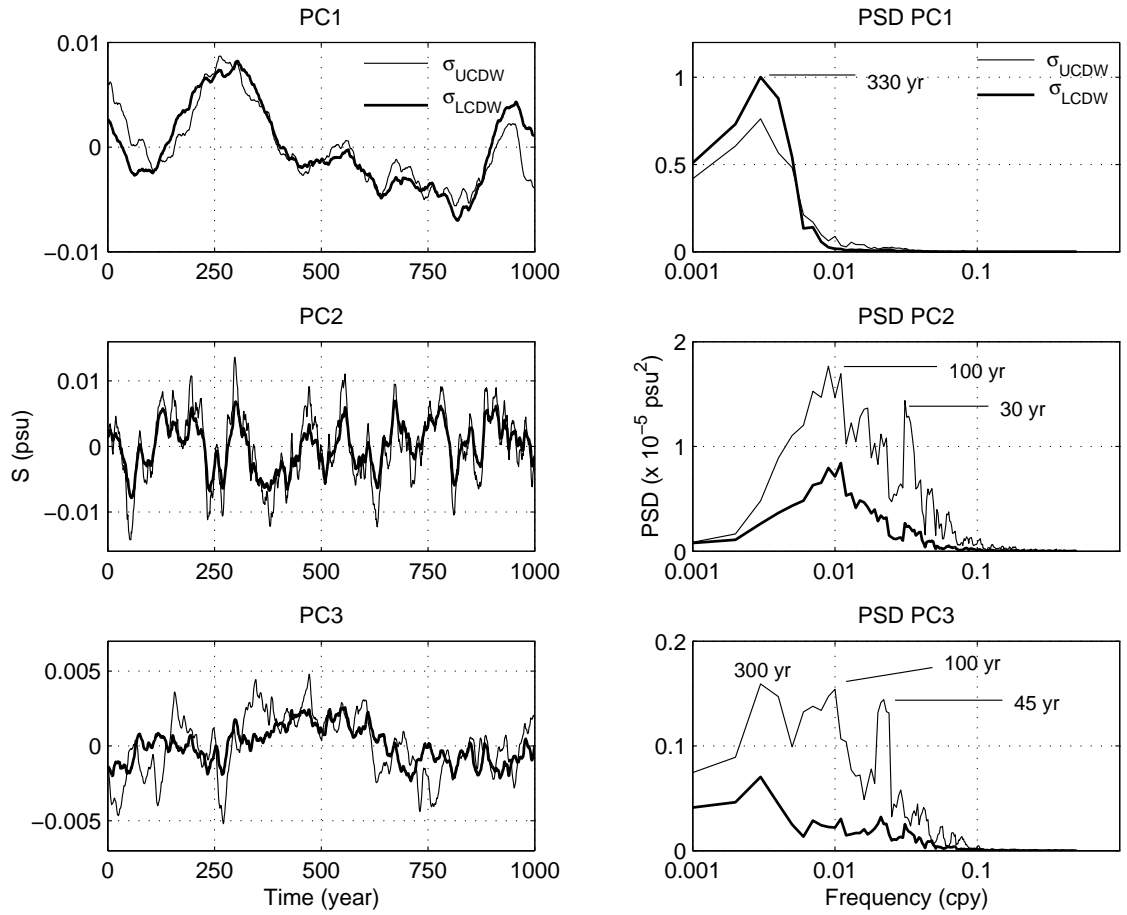 PC1
0.01
0
−0.01
σUCDW
σLCDW
0 250 500 750 1000
PSD PC1
1
0.5
0
330 yr
σUCDW
σLCDW
0.001 0.01 0.1
PC2
S (psu)
0.01
0
−0.01
0 250 500 750 1000
PSD PC2
PSD (x 10−5 psu2)
2
1
0
100 yr
30 yr
0.001 0.01 0.1
PC3
0.005
0
−0.005
0 250 500 750 1000
Time (year)
PSD PC3
0.2
0.1
0
300 yr
100 yr
45 yr
0.001 0.01 0.1
Frequency (cpy)